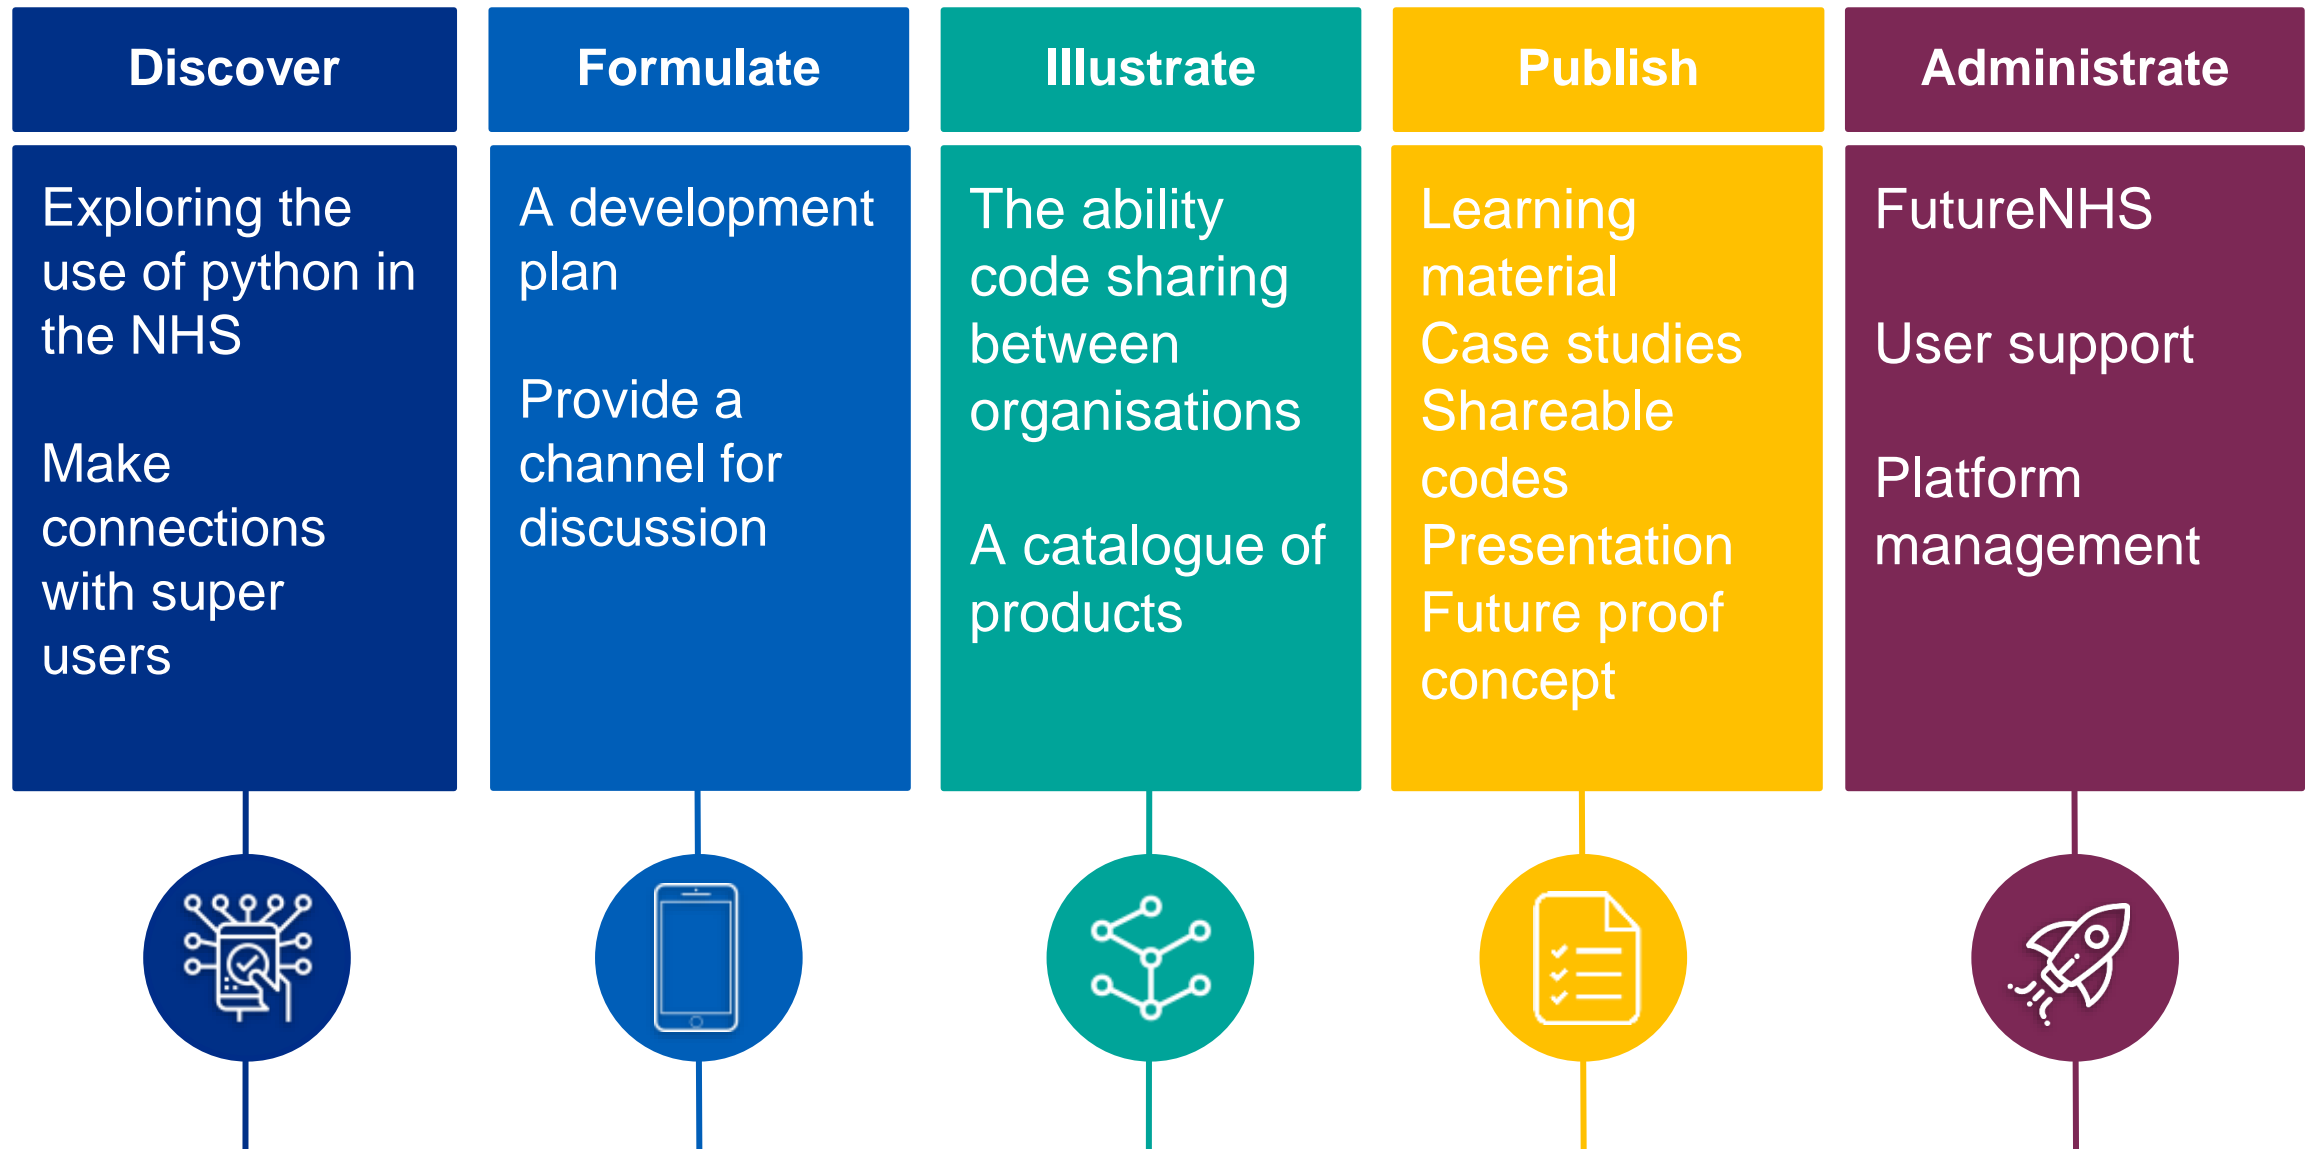 Discover
Exploring the
use of python in
the NHS
Make
connections
with super
users
Formulate
A development
plan
Provide a
channel for
discussion
Illustrate
The ability
code sharing
between
organisations
A catalogue of
products
Publish
Learning
material
Case studies
Shareable
codes
Presentation
Future proof
concept
Administrate
FutureNHS
User support
Platform
management